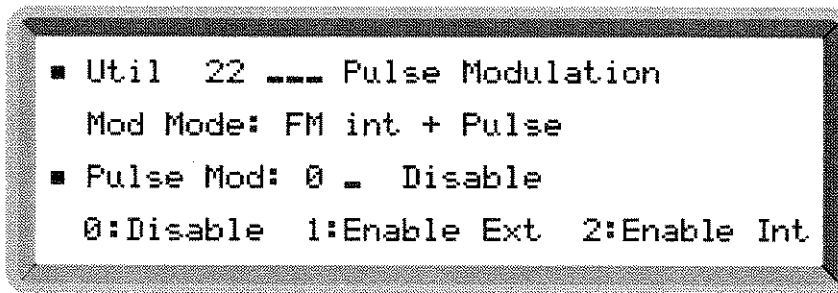 ▪ Util 22 ___ Pulse Modulation
Mod Mode: FM int + Pulse
▪ Pulse Mod: 0 _ Disable
0:Disable 1:Enable Ext 2:Enable Int